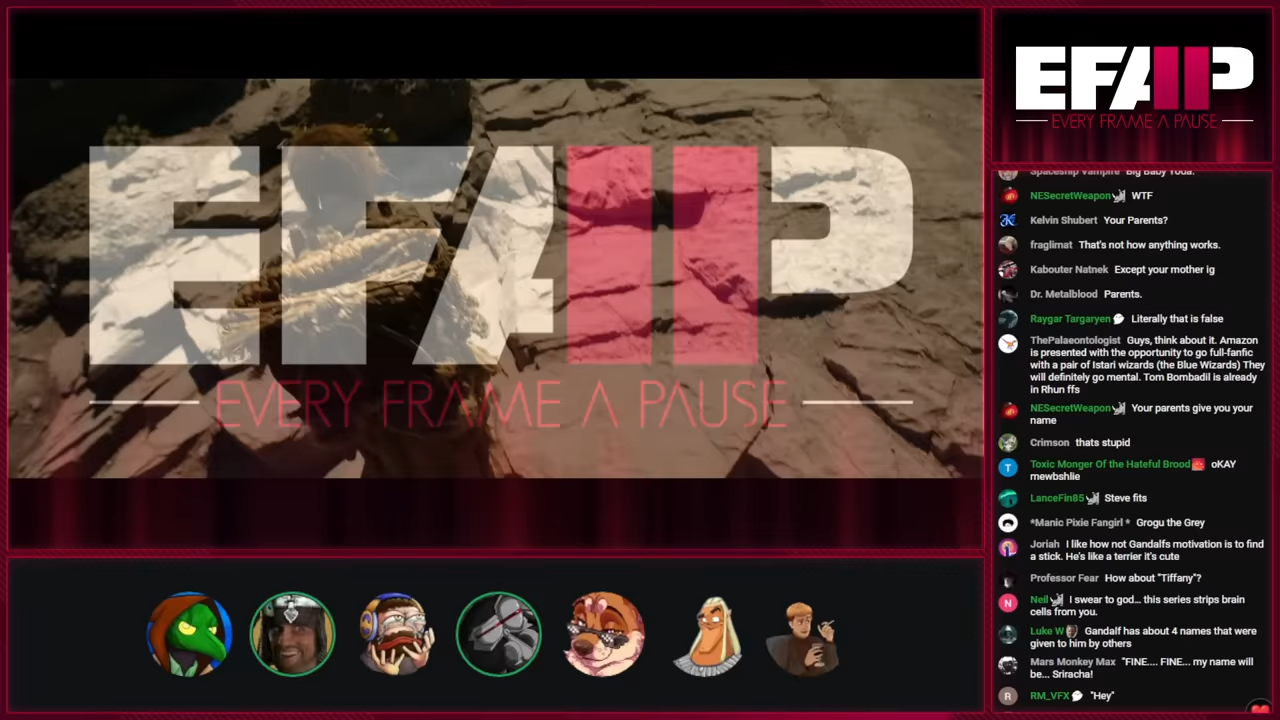 EFAP
EVERY FRAME A PAUSE
EFAP
EVERY FRAME A PAUSE
Spaceship Vampire Big Baby Yoda.
NESecretWeapon WTF
Kelvin Shubert Your Parents?
fraglimat That's not how anything works.
Kabouter Natnek Except your mother ig
Dr. Metalblood Parents.
Raygar Targaryen Literally that is false
ThePalaeontologist Guys, think about it. Amazon
is presented with the opportunity to go full-fanfic
with a pair of Istari wizards (the Blue Wizards) They
will definitely go mental. Tom Bombadil is already
in Rhun ffs
NESecretWeapon Your parents give you your
name
Crimson thats stupid
T
Toxic Monger Of the Hateful Brood oKAY
mewbshlie
LanceFin85 Steve fits
*Manic Pixie Fangirl * Grogu the Grey
Joriah I like how not Gandalfs motivation is to find
a stick. He's like a terrier it's cute
Professor Fear How about "Tiffany"?
N
Neil I swear to god... this series strips brain
cells from you.
Luke W Gandalf has about 4 names that were
given to him by others
Mars Monkey Max "FINE.... FINE... my name will
be... Sriracha!
R
RM_VFX "Hey"